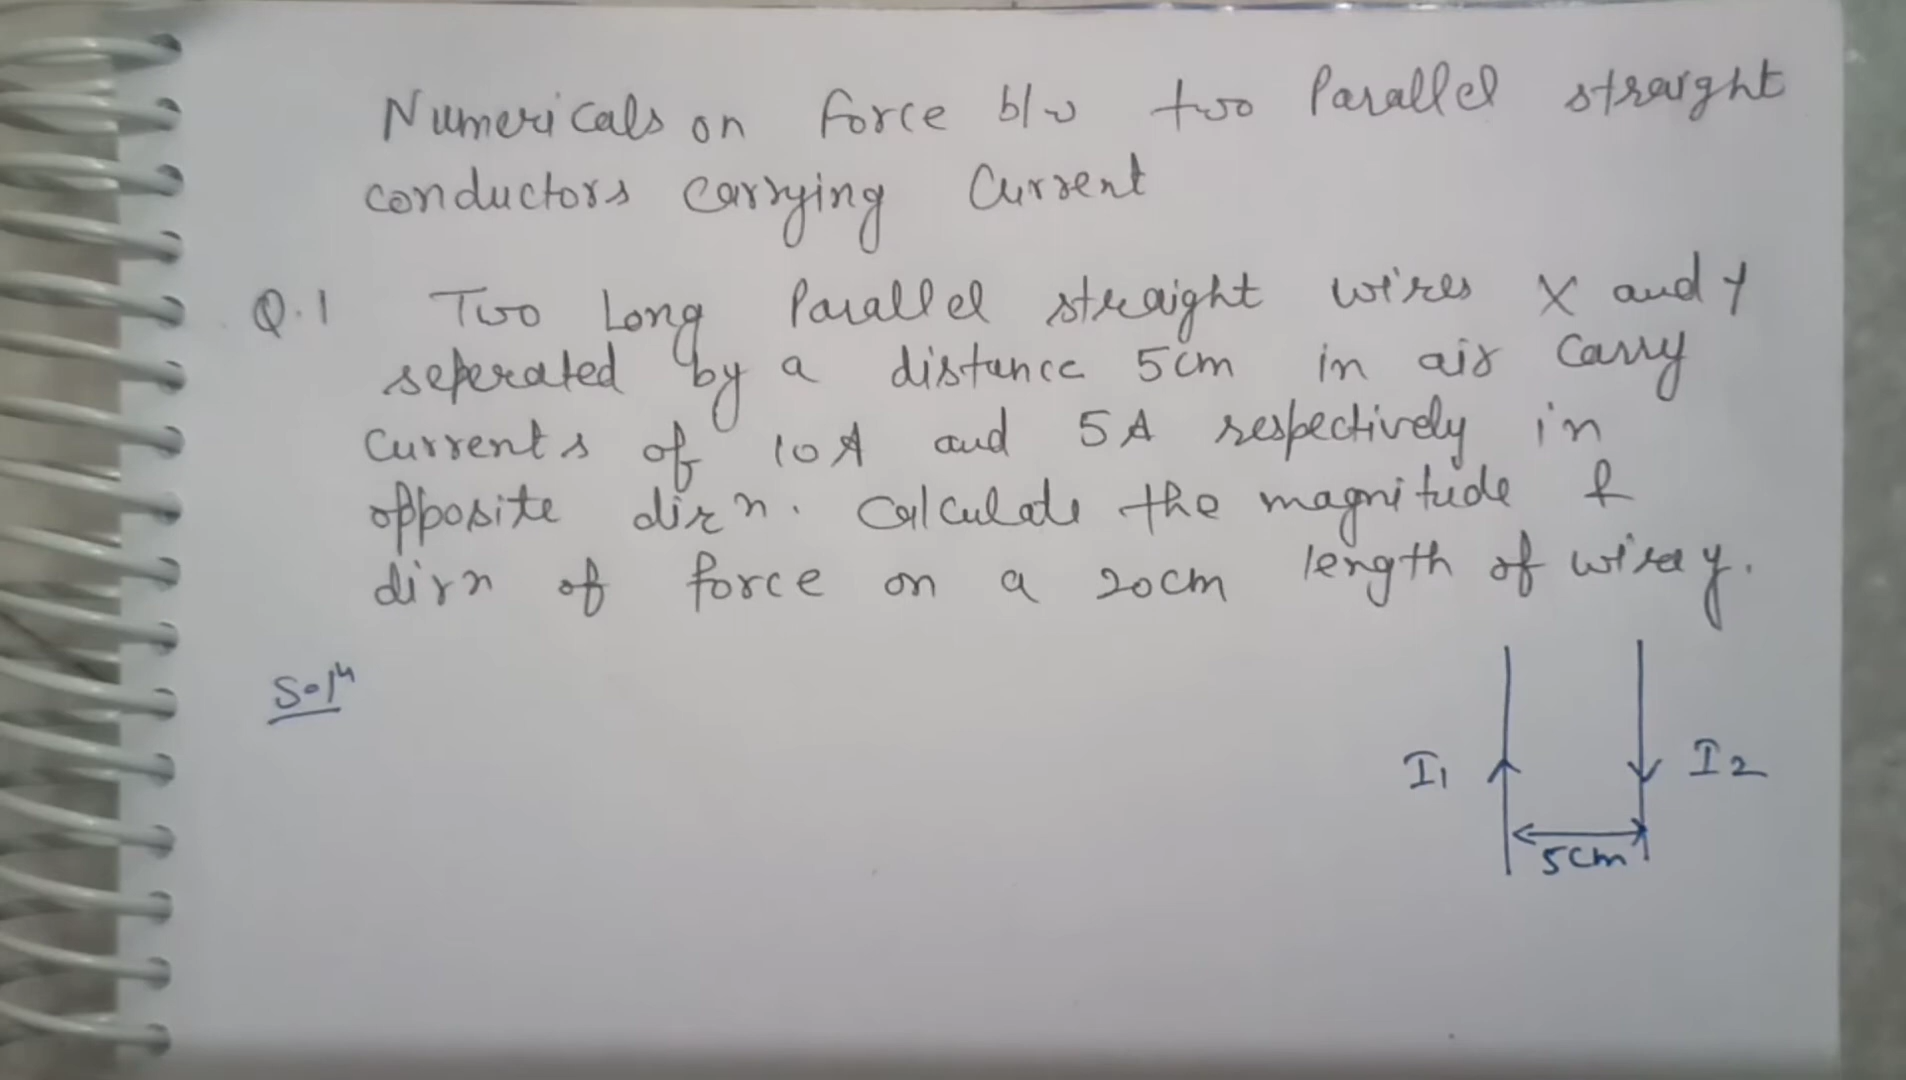 Numericals on force b/w two Parallel straight
conductors carrying Current
Q.1 Two Long Parallel straight wires X and Y
seperated by a distance 5cm in air carry
currents of 10A and 5A respectively in
opposite dirn. Calculate the magnitude &
dirn of force on a 20cm length of wire y.
Solⁿ
I1 I2
5cm